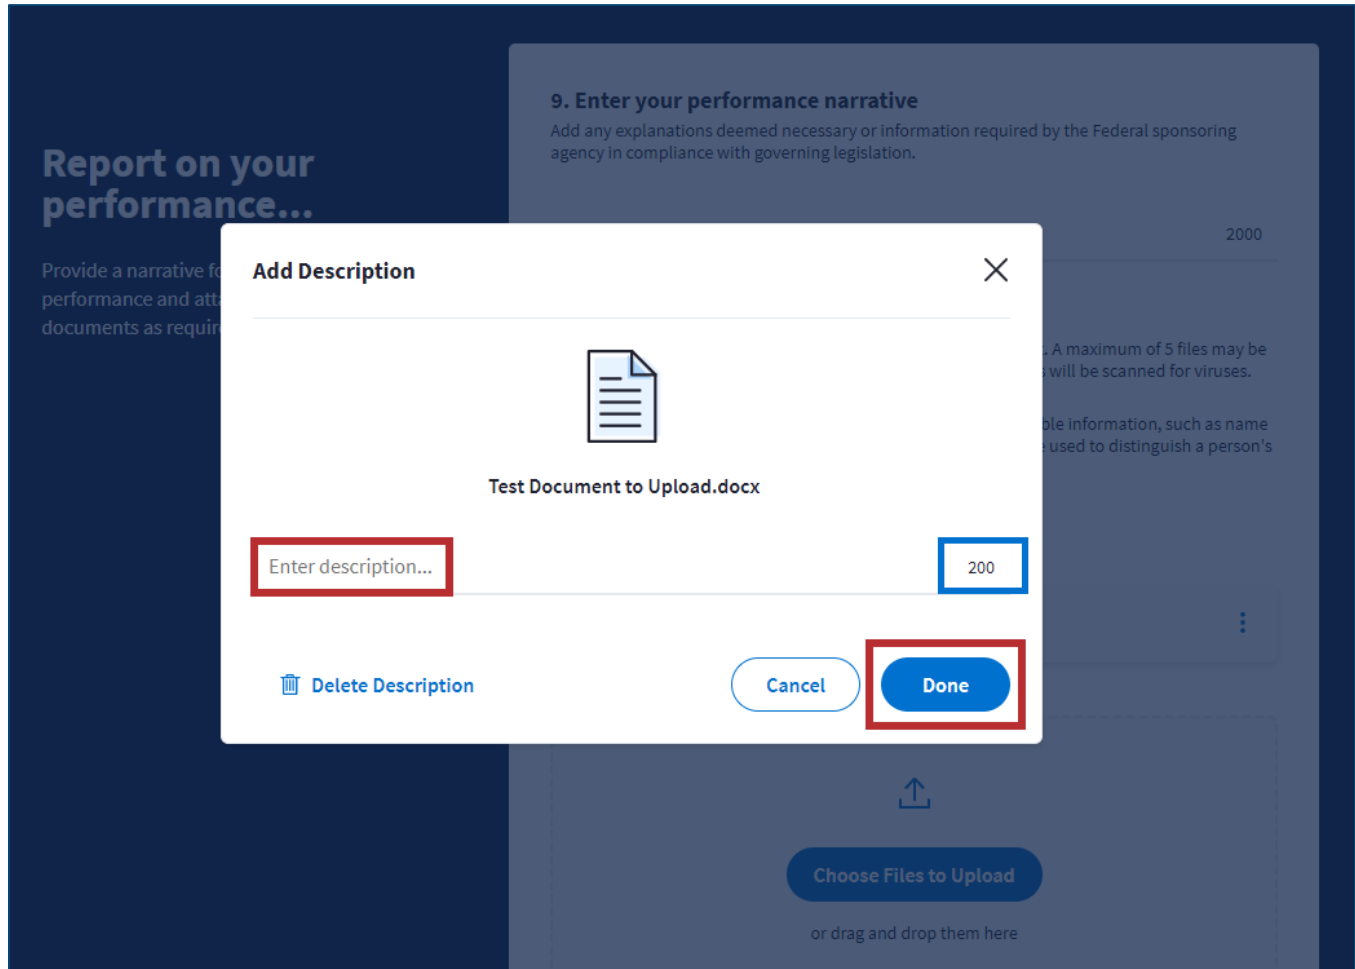 9. Enter your performance narrative
Add any explanations deemed necessary or information required by the Federal sponsoring
agency in compliance with governing legislation.
Report on your
performance...
2000
Provide a narrative fo
performance and att
documents as requir
Add Description
. A maximum of 5 files may be
will be scanned for viruses.
ble information, such as name
used to distinguish a person's
Test Document to Upload.docx
Enter description...
200
Delete Description
Cancel
Done
Choose Files to Upload
or drag and drop them here